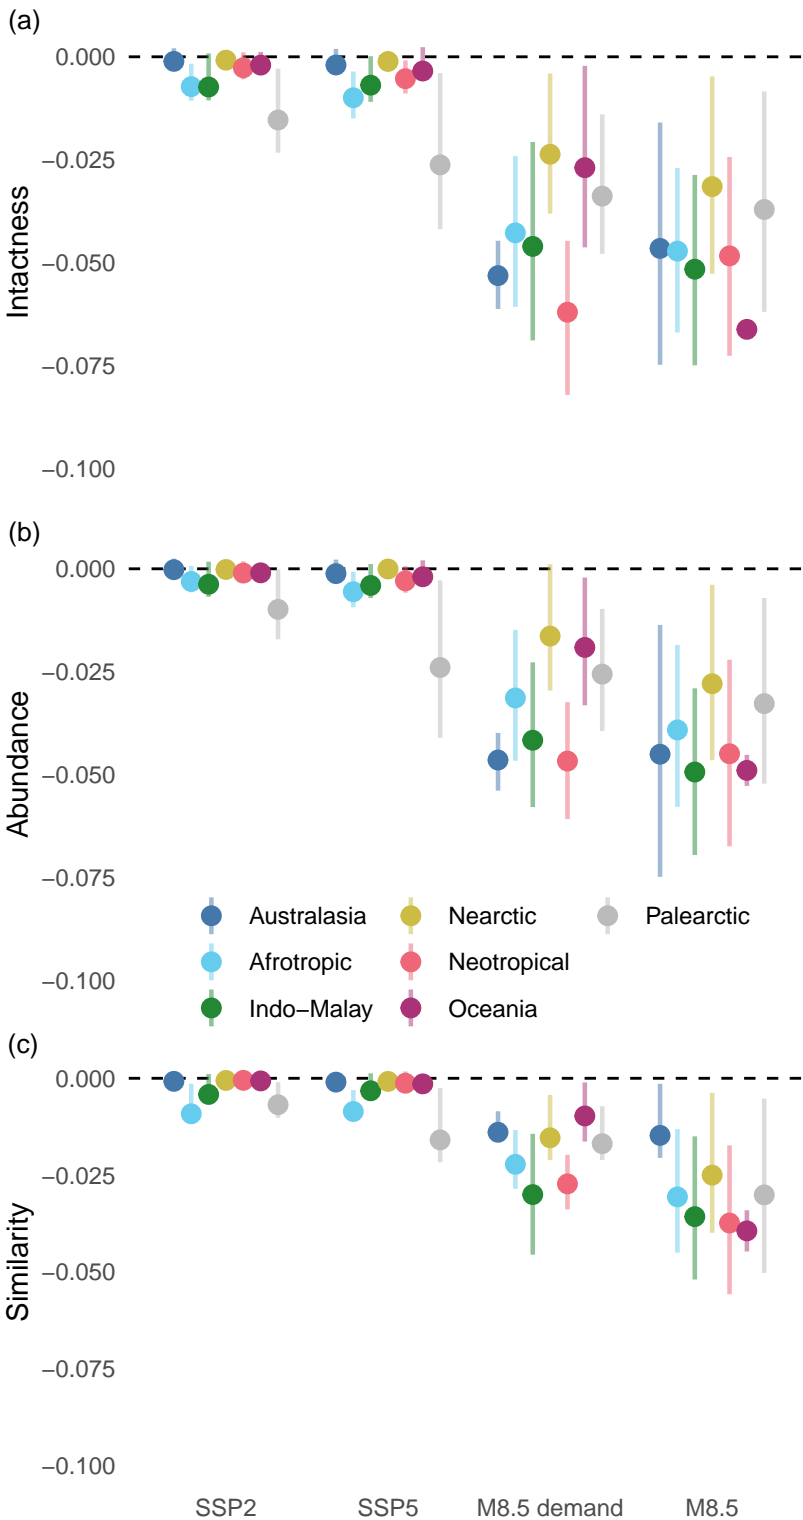 (a)
0.000
−0.025
−0.050
−0.075
−0.100
Intactness
(b)
0.000
−0.025
−0.050
−0.075
−0.100
Abundance
Australasia Nearctic Palearctic
Afrotropic Neotropical
Indo−Malay Oceania
(c)
0.000
−0.025
−0.050
−0.075
−0.100
Similarity
SSP2 SSP5 M8.5 demand M8.5